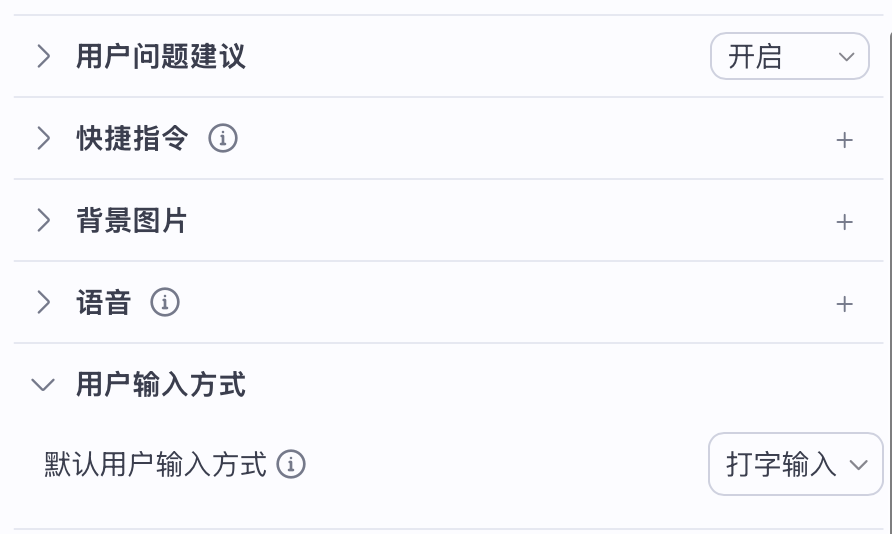 用户问题建议 开启
快捷指令
背景图片
语音
用户输入方式
默认用户输入方式 打字输入